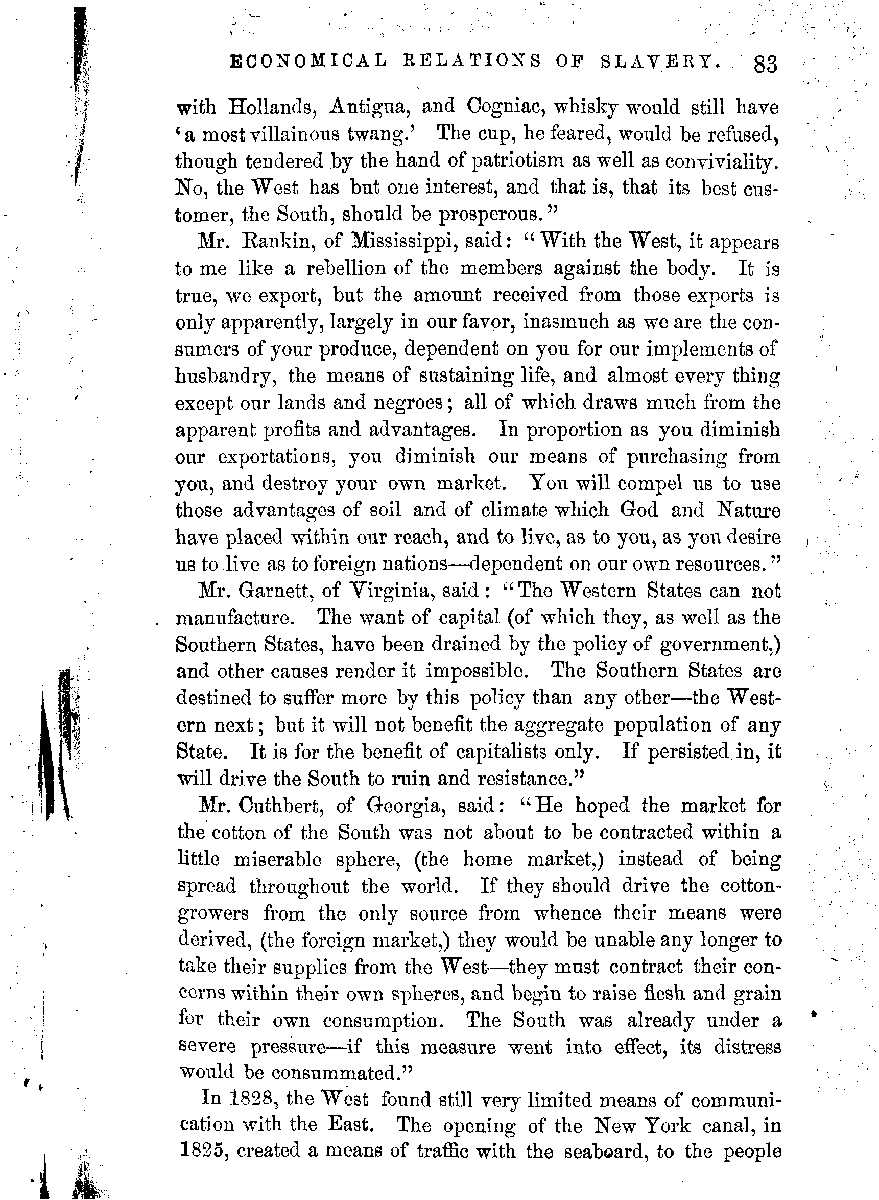 ECONOMICAL RELATIONS OF SLAVERY. 83
with Hollands, Antigua, and Cogniac, whisky would still have
‘a most villainous twang.’ The cup, he feared, would be refused,
though tendered by the hand of patriotism as well as conviviality.
No, the West has but one interest, and that is, that its best cus-
tomer, the South, should be prosperous.”
Mr. Rankin, of Mississippi, said: “With the West, it appears
to me like a rebellion of the members against the body. It is
true, we export, but the amount received from those exports is
only apparently, largely in our favor, inasmuch as we are the con-
sumers of your produce, dependent on you for our implements of
husbandry, the means of sustaining life, and almost every thing
except our lands and negroes; all of which draws much from the
apparent profits and advantages. In proportion as you diminish
our exportations, you diminish our means of purchasing from
you, and destroy your own market. You will compel us to use
those advantages of soil and of climate which God and Nature
have placed within our reach, and to live, as to you, as you desire
us to live as to foreign nations—dependent on our own resources.”
Mr. Garnett, of Virginia, said: “The Western States can not
manufacture. The want of capital (of which they, as well as the
Southern States, have been drained by the policy of government,)
and other causes render it impossible. The Southern States are
destined to suffer more by this policy than any other—the West-
ern next; but it will not benefit the aggregate population of any
State. It is for the benefit of capitalists only. If persisted in, it
will drive the South to ruin and resistance.”
Mr. Cuthbert, of Georgia, said: “He hoped the market for
the cotton of the South was not about to be contracted within a
little miserable sphere, (the home market,) instead of being
spread throughout the world. If they should drive the cotton-
growers from the only source from whence their means were
derived, (the foreign market,) they would be unable any longer to
take their supplies from the West—they must contract their con-
cerns within their own spheres, and begin to raise flesh and grain
for their own consumption. The South was already under a
severe pressure—if this measure went into effect, its distress
would be consummated.”
In 1828, the West found still very limited means of communi-
cation with the East. The opening of the New York canal, in
1825, created a means of traffic with the seaboard, to the people